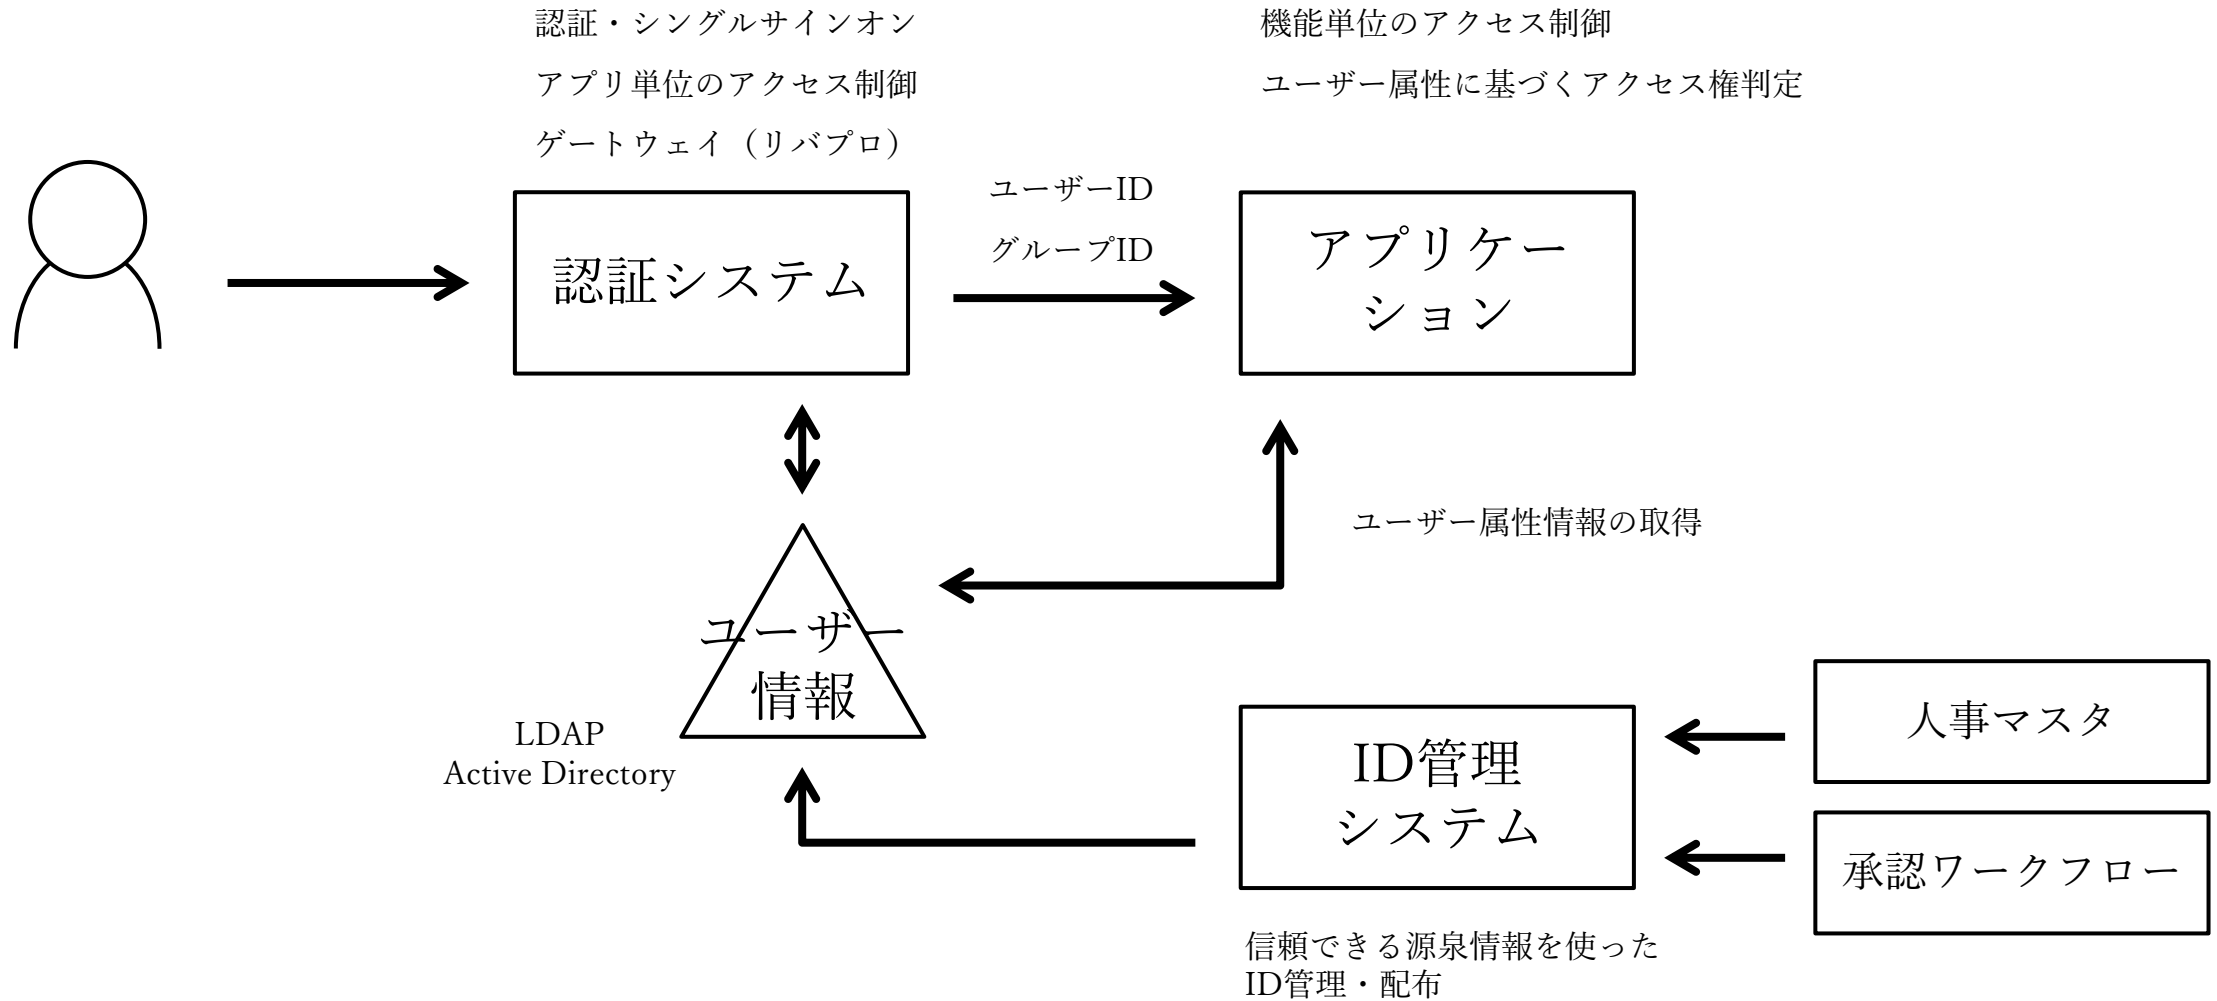 認証・シングルサインオン
アプリ単位のアクセス制御
ゲートウェイ（リバプロ）
機能単位のアクセス制御
ユーザー属性に基づくアクセス権判定
認証システム
ユーザーID
グループID
アプリケー
ション
ユーザー属性情報の取得
ユーザー
情報
LDAP
Active Directory
ID管理
システム
人事マスタ
承認ワークフロー
信頼できる源泉情報を使った
ID管理・配布